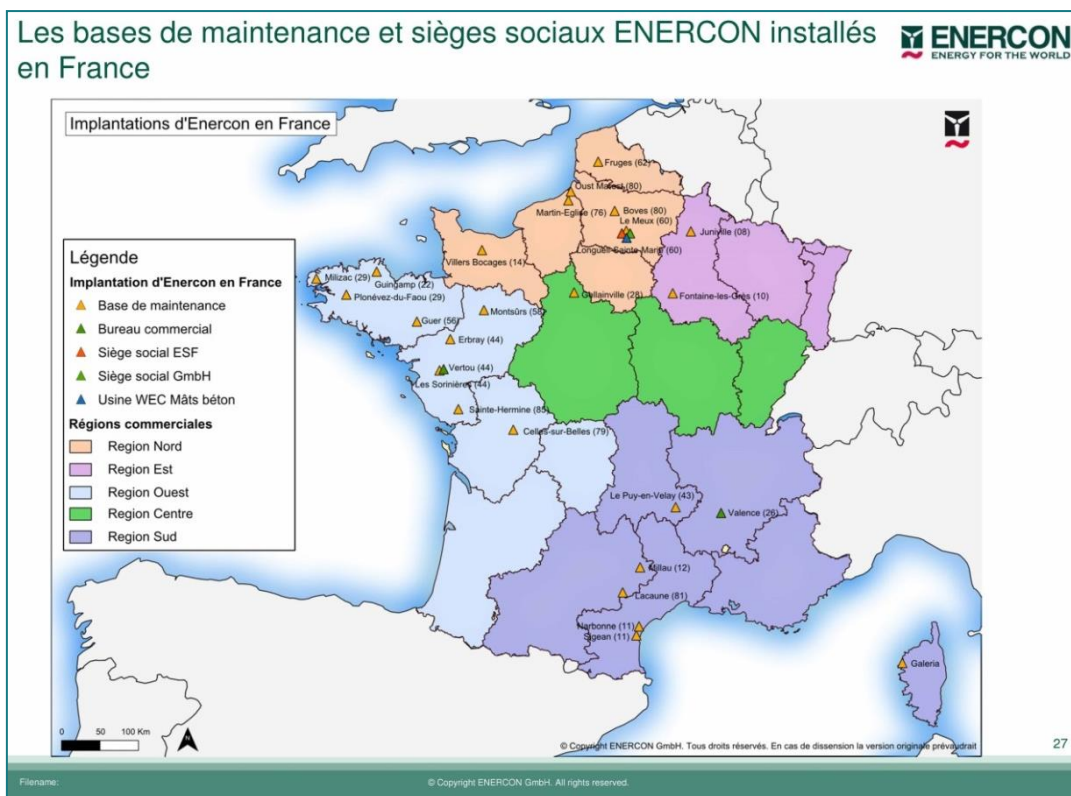 Les bases de maintenance et sièges sociaux ENERCON installés
en France
ENERCON
ENERGY FOR THE WORLD
Implantations d'Enercon en France
Fruges (62)
Oust Marest (80)
Martin-Eglise (76)
Boves (80)
Le Meux (60)
Longueil-Sainte-Marie (60)
Juniville (08)
Villers Bocages (14)
Gellainville (28)
Fontaine-les-Grès (10)
Milizac (29)
Guingamp (22)
Plonévez-du-Faou (29)
Guer (56)
Montsûrs (53)
Erbray (44)
Vertou (44)
Les Sorinières (44)
Sainte-Hermine (85)
Celles-sur-Belles (79)
Le Puy-en-Velay (43)
Valence (26)
Millau (12)
Lacaune (81)
Narbonne (11)
Sigean (11)
Galeria
Légende
Implantation d'Enercon en France
Base de maintenance
Bureau commercial
Siège social ESF
Siège social GmbH
Usine WEC Mâts béton
Régions commerciales
Region Nord
Region Est
Region Ouest
Region Centre
Region Sud
0 50 100 Km
N
© Copyright ENERCON GmbH. Tous droits réservés. En cas de dissension la version originale prévaudrait
27
Filename:
© Copyright ENERCON GmbH. All rights reserved.